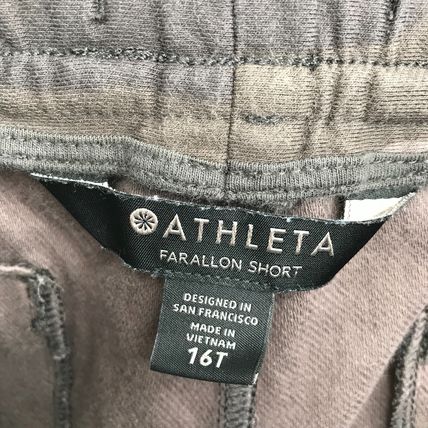 ATHLETA
FARALLON SHORT
DESIGNED IN
SAN FRANCISCO
MADE IN
VIETNAM
16T